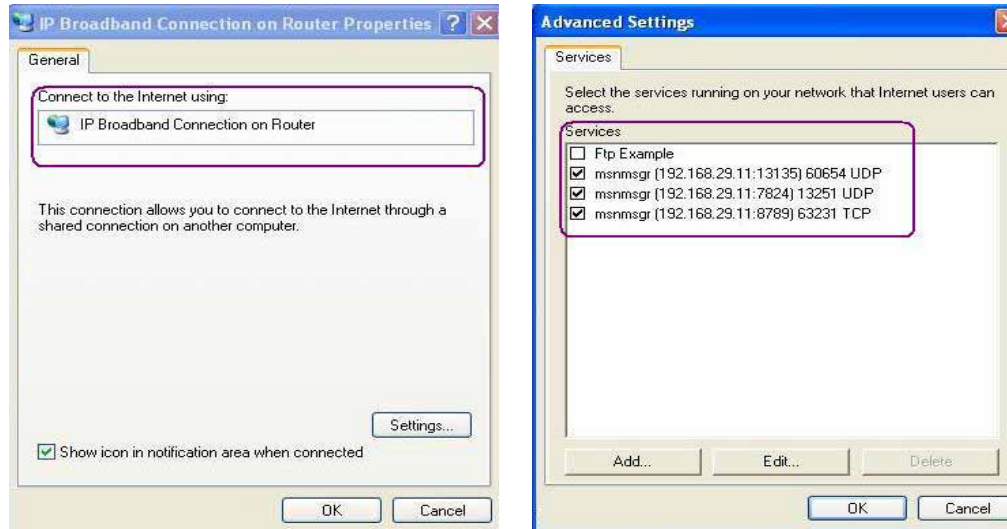 IP Broadband Connection on Router Properties
General
Connect to the Internet using:
IP Broadband Connection on Router
This connection allows you to connect to the Internet through a
shared connection on another computer.
Settings...
Show icon in notification area when connected
OK
Cancel
Advanced Settings
Services
Select the services running on your network that Internet users can
access.
Services
Ftp Example
msnmsgr (192.168.29.11:13135) 60654 UDP
msnmsgr (192.168.29.11:7824) 13251 UDP
msnmsgr (192.168.29.11:8789) 63231 TCP
Add...
Edit...
Delete
OK
Cancel